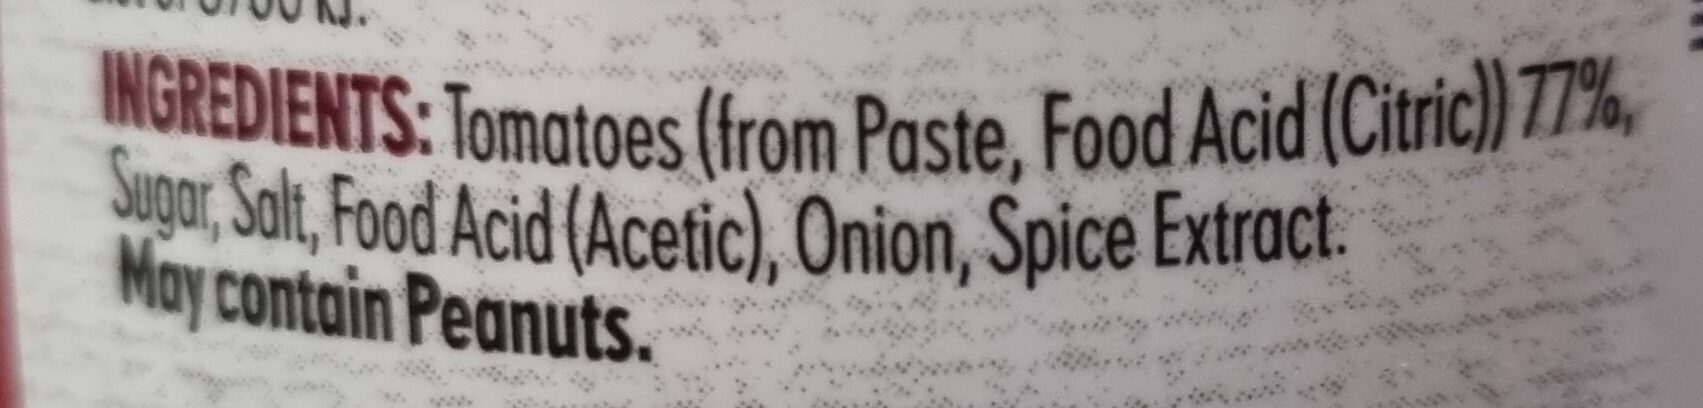 KJ.
INGREDIENTS: Tomatoes (from Paste, Food Acid (Citric)) 77%,
Sugar, Salt, Food Acid (Acetic), Onion, Spice Extract.
May contain Peanuts.